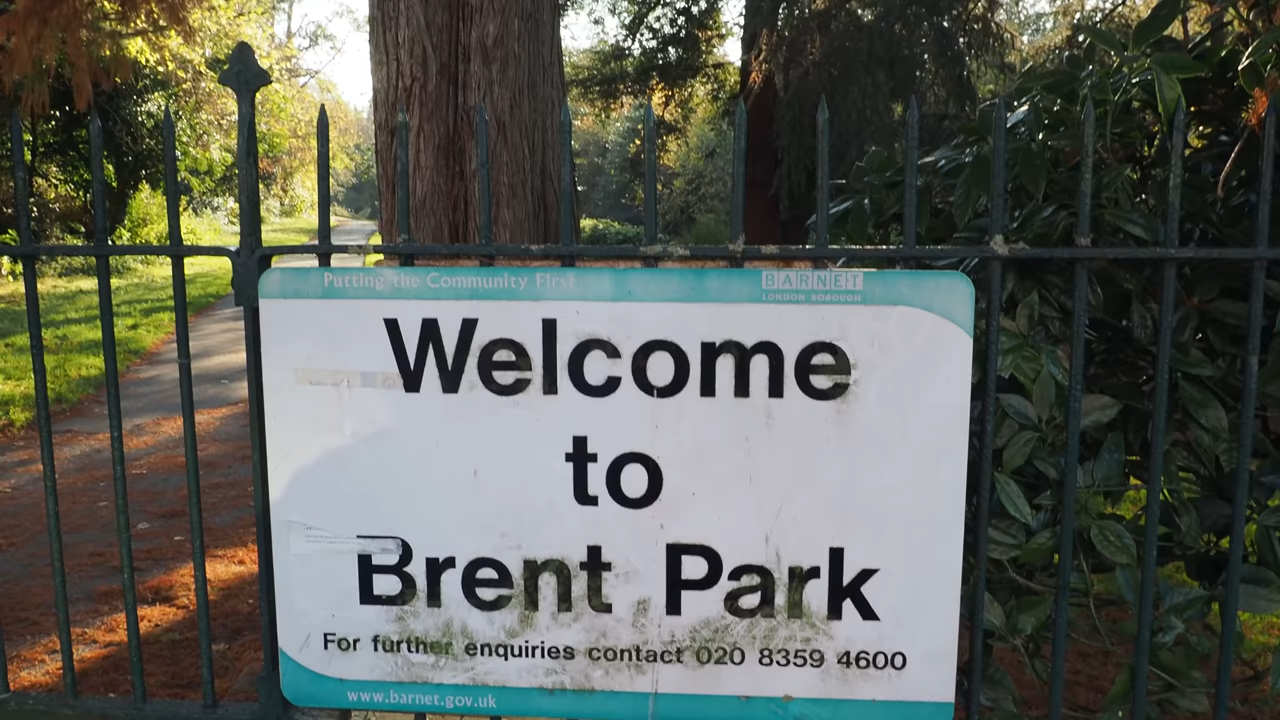 Putting the Community First
BARNET
LONDON BOROUGH
Welcome
to
Brent Park
For further enquiries contact 020 8359 4600
www.barnet.gov.uk